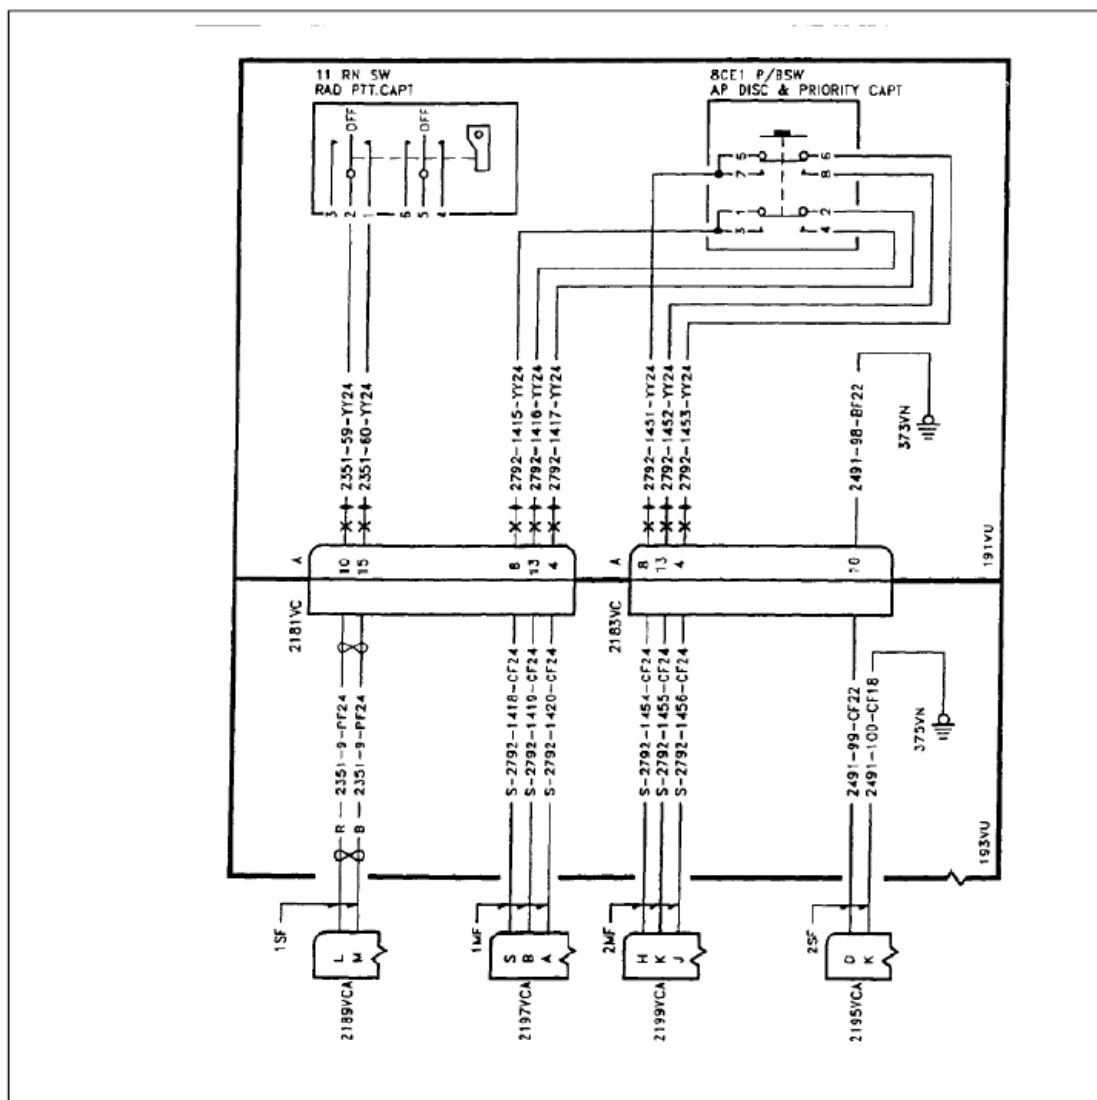 11 RN SW
RAD PTT.CAPT
8CE1 P/BSW
AP DISC & PRIORITY CAPT
OFF
OFF
3
2
1
6
5
4
5
7
6
8
1
3
2
4
2351-59-YY24
2351-60-YY24
2792-1415-YY24
2792-1416-YY24
2792-1417-YY24
2792-1451-YY24
2792-1452-YY24
2792-1453-YY24
2491-98-BF22
373VN
A
10
15
8
13
4
A
8
13
4
10
191VU
2181VC
2183VC
R 2351-9-PF24
B 2351-9-PF24
S-2792-1418-CF24
S-2792-1419-CF24
S-2792-1420-CF24
S-2792-1454-CF24
S-2792-1455-CF24
S-2792-1456-CF24
2491-99-CF22
2491-100-CF18
375VN
193VU
1SF
1MF
2MF
2SF
L
M
S
B
A
H
K
J
D
K
2189VCA
2197VCA
2199VCA
2195VCA